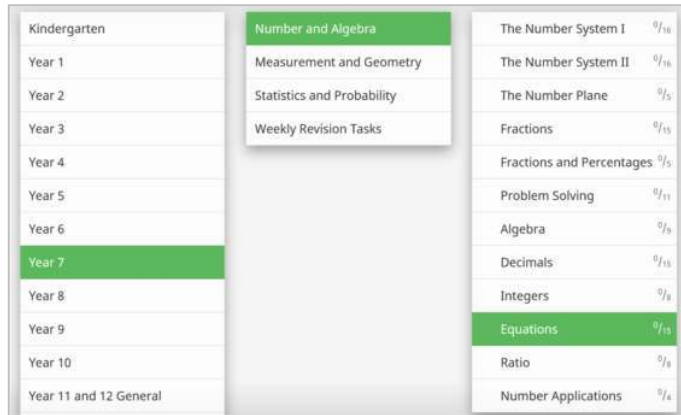 Kindergarten
Year 1
Year 2
Year 3
Year 4
Year 5
Year 6
Year 7
Year 8
Year 9
Year 10
Year 11 and 12 General
Number and Algebra
Measurement and Geometry
Statistics and Probability
Weekly Revision Tasks
The Number System I 0/16
The Number System II 0/16
The Number Plane 0/5
Fractions 0/15
Fractions and Percentages 0/5
Problem Solving 0/11
Algebra 0/9
Decimals 0/15
Integers 0/8
Equations 0/15
Ratio 0/8
Number Applications 0/4